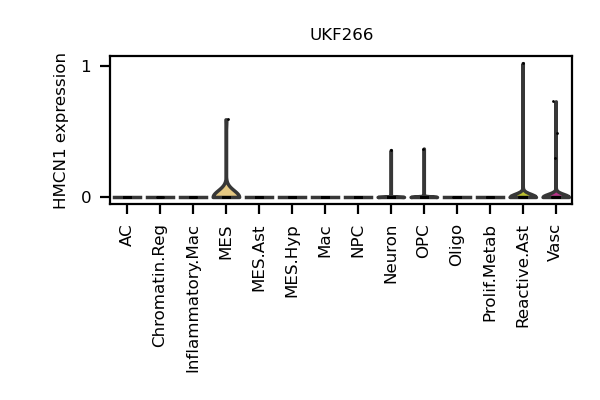 UKF266
HMCN1 expression
1
0
AC
Chromatin.Reg
Inflammatory.Mac
MES
MES.Ast
MES.Hyp
Mac
NPC
Neuron
OPC
Oligo
Prolif.Metab
Reactive.Ast
Vasc